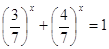 (3/7)^x + (4/7)^x = 1